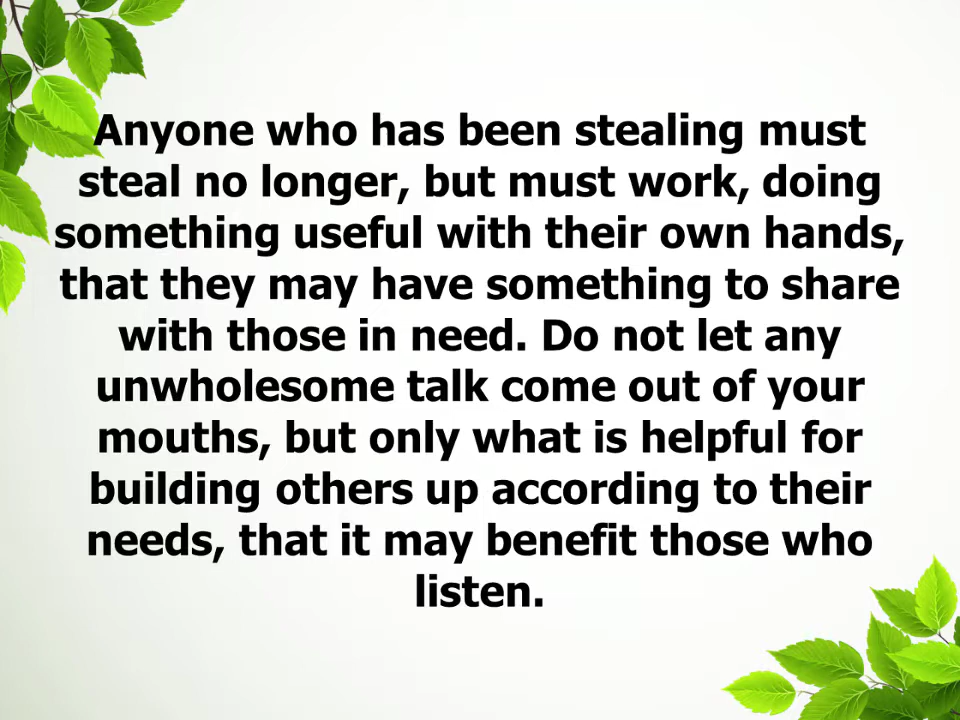 Anyone who has been stealing must
steal no longer, but must work, doing
something useful with their own hands,
that they may have something to share
with those in need. Do not let any
unwholesome talk come out of your
mouths, but only what is helpful for
building others up according to their
needs, that it may benefit those who
listen.